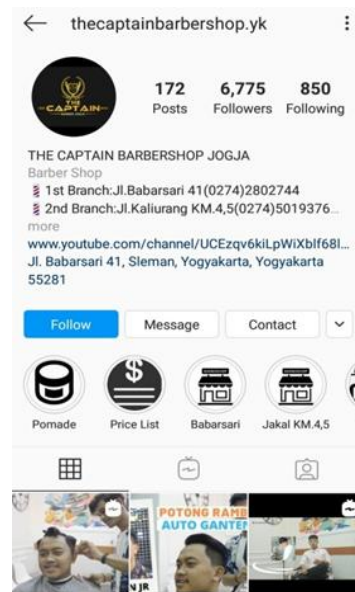 thecaptainbarbershop.yk
THE
CAPTAIN
172 6,775 850
Posts Followers Following
THE CAPTAIN BARBERSHOP JOGJA
Barber Shop
1st Branch:Jl.Babarsari 41(0274)2802744
2nd Branch:Jl.Kaliurang KM.4,5(0274)5019376...
more
www.youtube.com/channel/UCEzqv6kiLpWiXblf68l...
Jl. Babarsari 41, Sleman, Yogyakarta, Yogyakarta
55281
Follow Message Contact
Pomade Price List Babarsari Jakal KM.4,5
POTONG RAMB
AUTO GANTEN
N JR